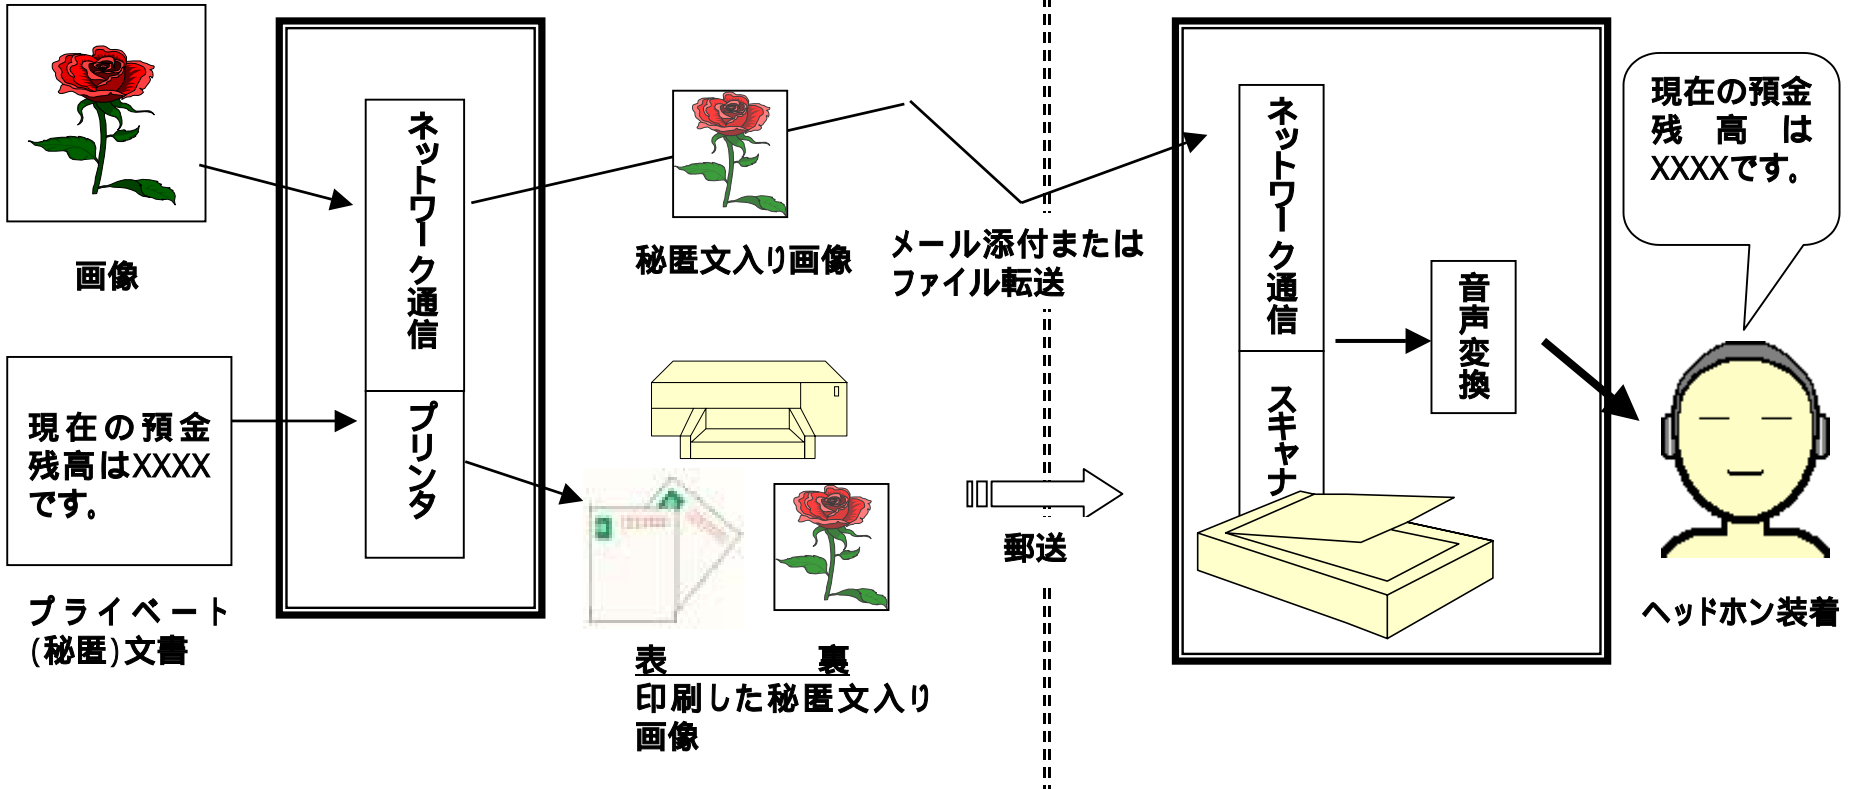 画像
現在の預金
残高はXXXX
です。
プライベート
(秘匿)文書
ネットワーク通信
プリンタ
秘匿文入り画像
メール添付または
ファイル転送
表 裏
印刷した秘匿文入り
画像
郵送
ネットワーク通信
スキャナ
音声変換
現在の預金
残高は
XXXXです。
ヘッドホン装着